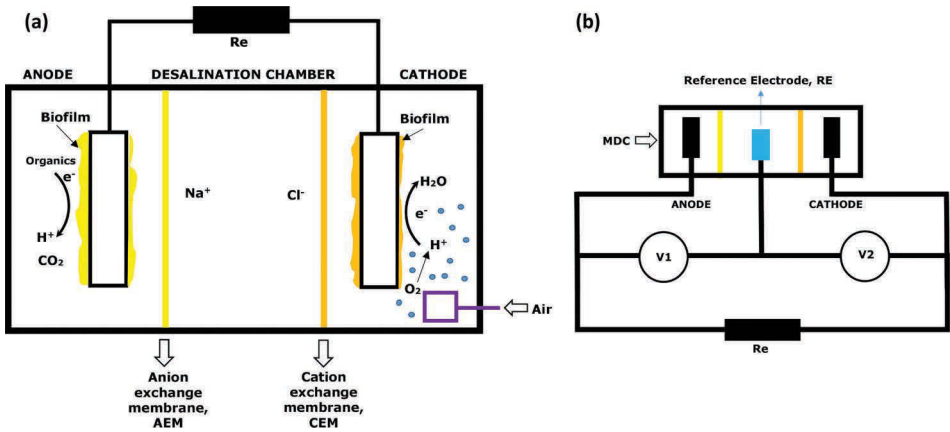 (a)
Re
ANODE
DESALINATION CHAMBER
CATHODE
Biofilm
Organics
e-
H+
CO₂
Na+
Cl-
Biofilm
H₂O
e-
H+
O₂
Air
Anion
exchange
membrane,
AEM
Cation
exchange
membrane,
CEM
(b)
Reference Electrode, RE
MDC
ANODE
CATHODE
V1
V2
Re